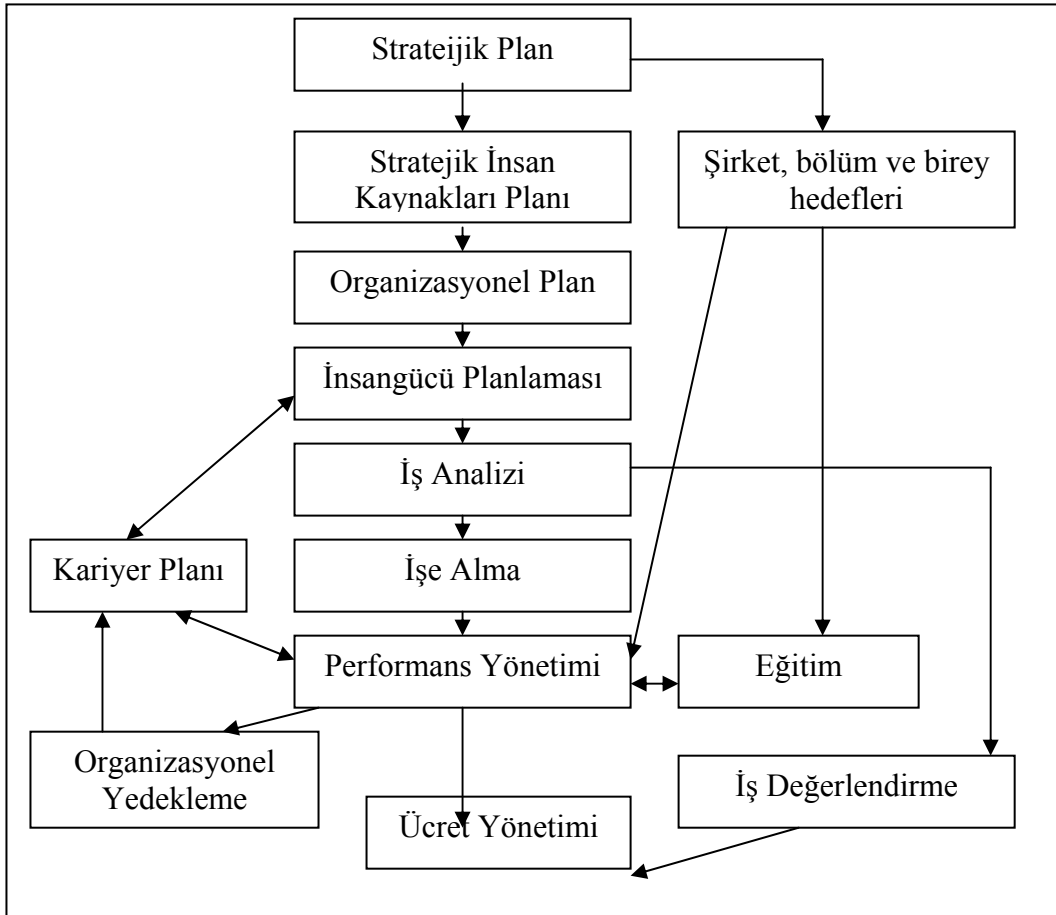 Strateijik Plan
Stratejik İnsan
Kaynakları Planı
Şirket, bölüm ve birey
hedefleri
Organizasyonel Plan
İnsangücü Planlaması
İş Analizi
Kariyer Planı
İşe Alma
Performans Yönetimi
Eğitim
Organizasyonel
Yedekleme
İş Değerlendirme
Ücret Yönetimi